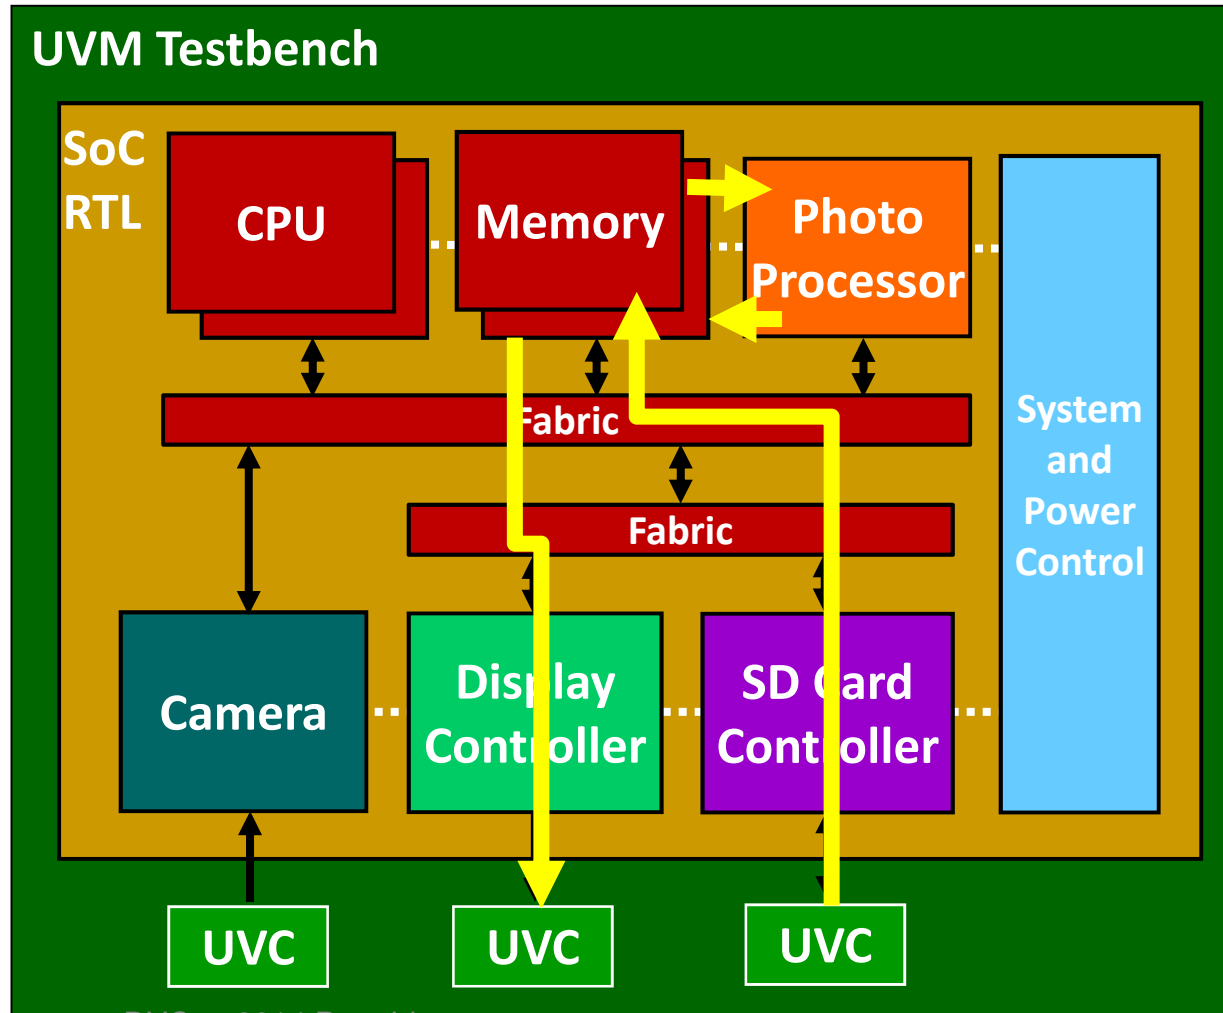 UVM Testbench
SoC
RTL
CPU
Memory
Photo
Processor
Fabric
System
and
Power
Control
Fabric
Camera
Display
Controller
SD Card
Controller
UVC
UVC
UVC